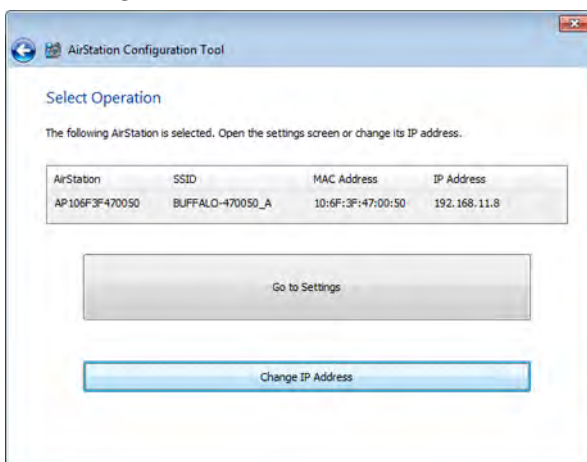 AirStation Configuration Tool
Select Operation
The following AirStation is selected. Open the settings screen or change its IP address.
AirStation SSID MAC Address IP Address
AP106F3F470050 BUFFALO-470050_A 10:6F:3F:47:00:50 192.168.11.8
Go to Settings
Change IP Address